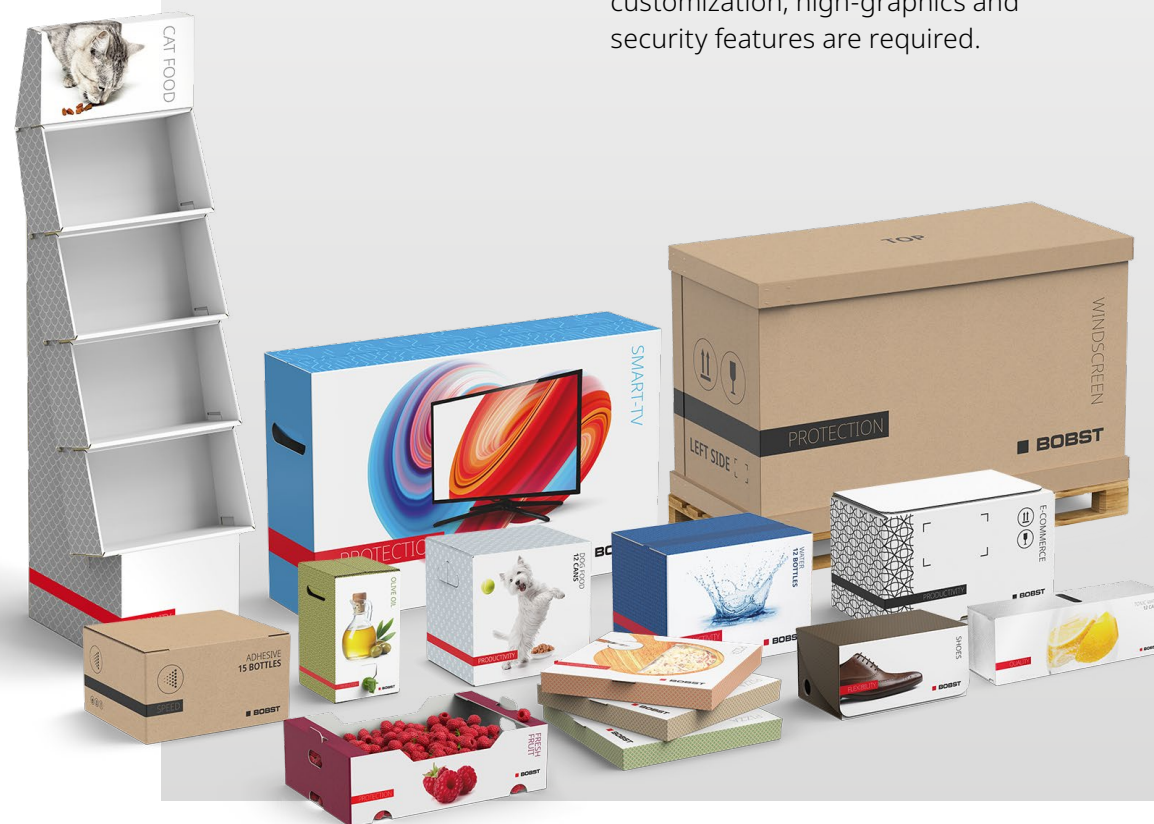 customization, high-graphics and
security features are required.
CAT FOOD
TOP
WINDSCREEN
SMART-TV
PROTECTION
LEFT SIDE
BOBST
E-COMMERCE
DOG FOOD
12 CANS
WATER
12 BOTTLES
OLIVE OIL
PRODUCTIVITY
BOBST
PRODUCTIVITY
ADHESIVE
15 BOTTLES
SPEED
BOBST
SHOES
FLEXIBILITY
BOBST
QUALITY
BOBST
FRESH
FRUIT
PROTECTION
BOBST